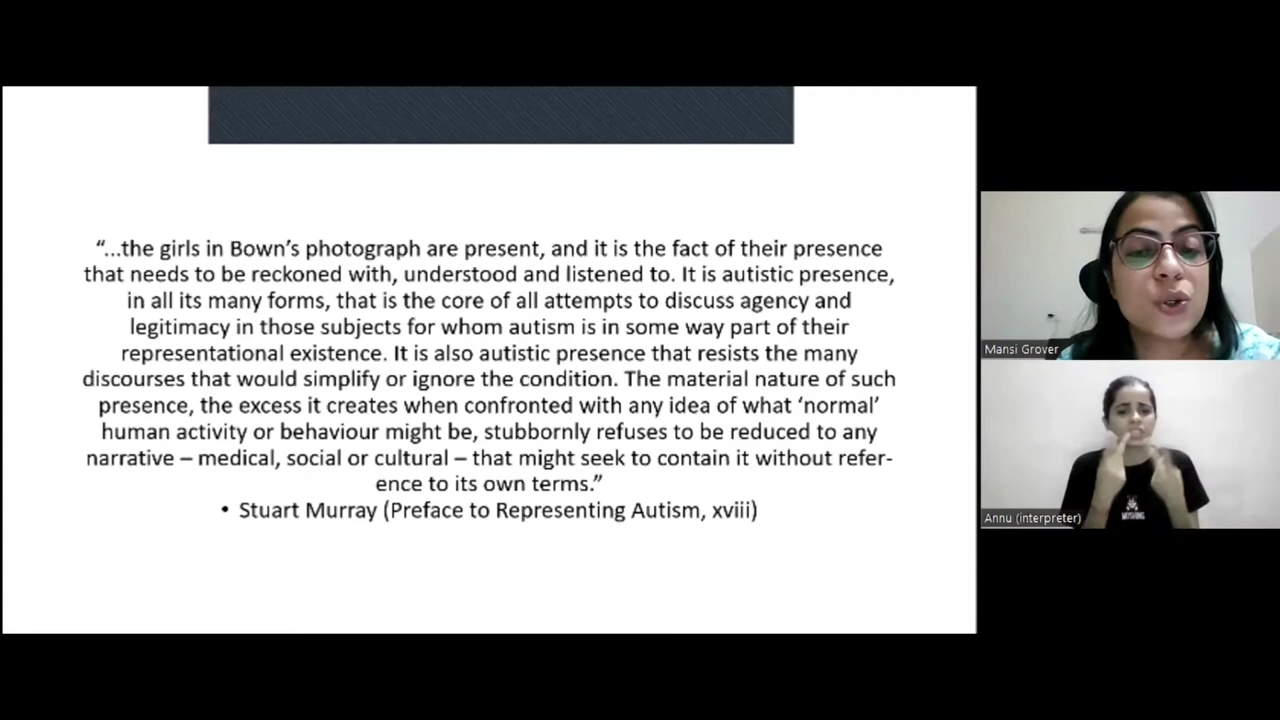 “...the girls in Bown’s photograph are present, and it is the fact of their presence
that needs to be reckoned with, understood and listened to. It is autistic presence,
in all its many forms, that is the core of all attempts to discuss agency and
legitimacy in those subjects for whom autism is in some way part of their
representational existence. It is also autistic presence that resists the many
discourses that would simplify or ignore the condition. The material nature of such
presence, the excess it creates when confronted with any idea of what ‘normal’
human activity or behaviour might be, stubbornly refuses to be reduced to any
narrative – medical, social or cultural – that might seek to contain it without refer-
ence to its own terms.”
• Stuart Murray (Preface to Representing Autism, xviii)
Mansi Grover
Annu (interpreter)